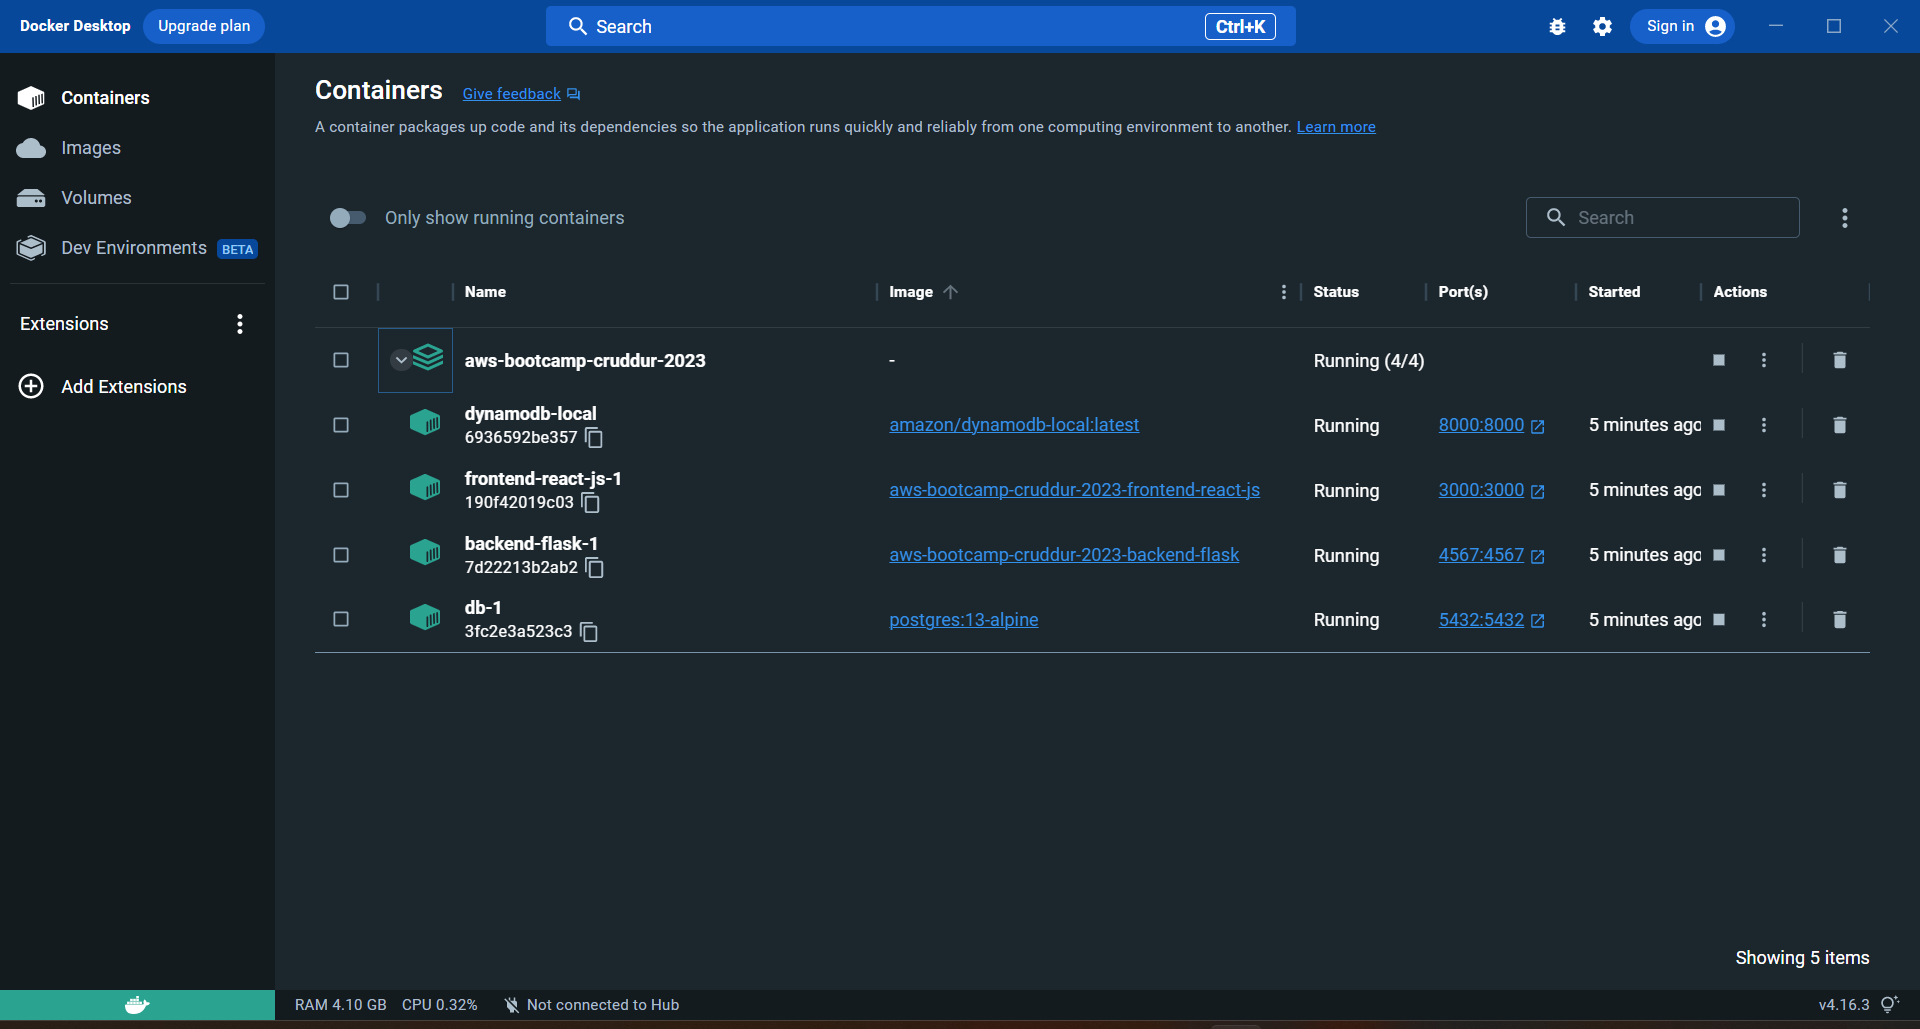 Docker Desktop Upgrade plan Search Ctrl+K Sign in
Containers
Images
Volumes
Dev Environments BETA
Extensions
Add Extensions
Containers Give feedback
A container packages up code and its dependencies so the application runs quickly and reliably from one computing environment to another. Learn more
Only show running containers Search
Name Image Status Port(s) Started Actions
aws-bootcamp-cruddur-2023 - Running (4/4)
dynamodb-local
6936592be357 amazon/dynamodb-local:latest Running 8000:8000 5 minutes ago
frontend-react-js-1
190f42019c03 aws-bootcamp-cruddur-2023-frontend-react-js Running 3000:3000 5 minutes ago
backend-flask-1
7d22213b2ab2 aws-bootcamp-cruddur-2023-backend-flask Running 4567:4567 5 minutes ago
db-1
3fc2e3a523c3 postgres:13-alpine Running 5432:5432 5 minutes ago
Showing 5 items
RAM 4.10 GB CPU 0.32% Not connected to Hub v4.16.3